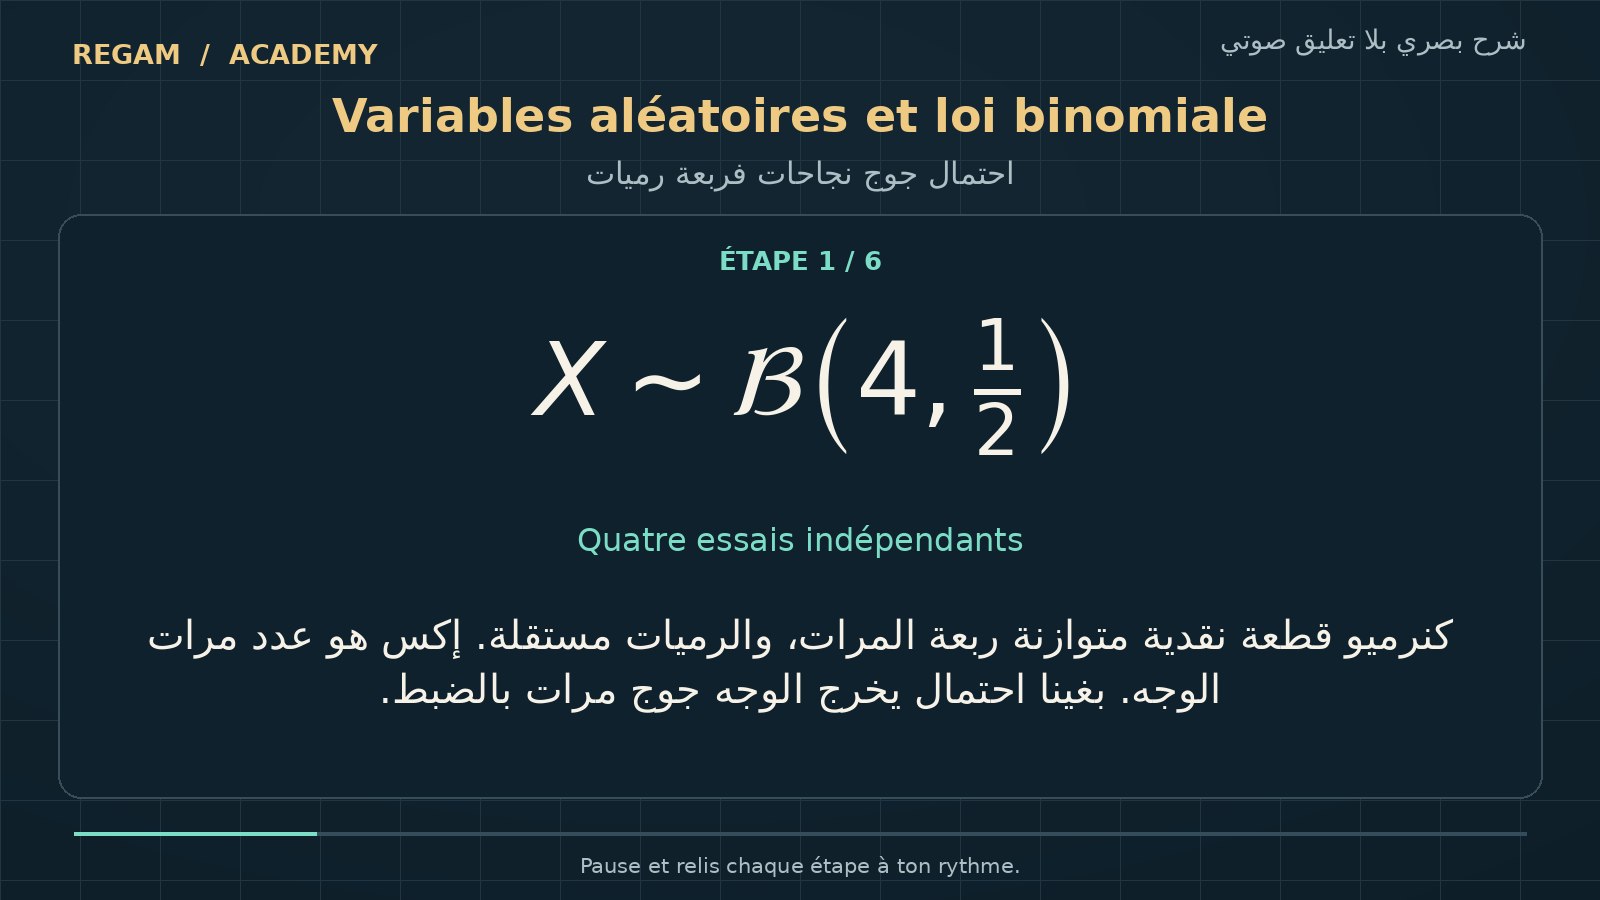 REGAM / ACADEMY
شرح بصري بلا تعليق صوتي
Variables aléatoires et loi binomiale
احتمال جوج نجاحات فربعة رميات
ÉTAPE 1 / 6
X ~ ℬ(4, 1/2)
Quatre essais indépendants
كنرميو قطعة نقدية متوازنة ربعة المرات، والرميات مستقلة. إكس هو عدد مرات
الوجه. بغينا احتمال يخرج الوجه جوج مرات بالضبط.
Pause et relis chaque étape à ton rythme.